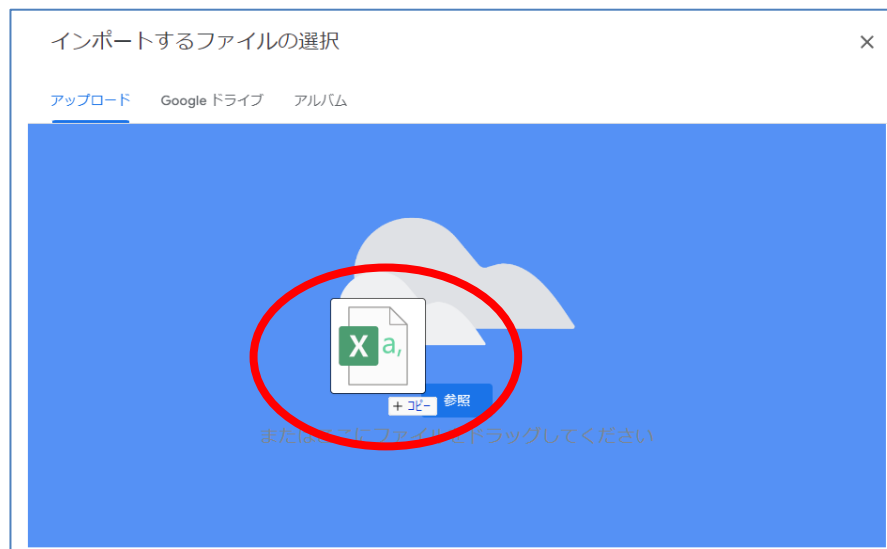 インポートするファイルの選択
アップロード Google ドライブ アルバム
X a,
+ コピー 参照
またはここにファイルをドラッグしてください